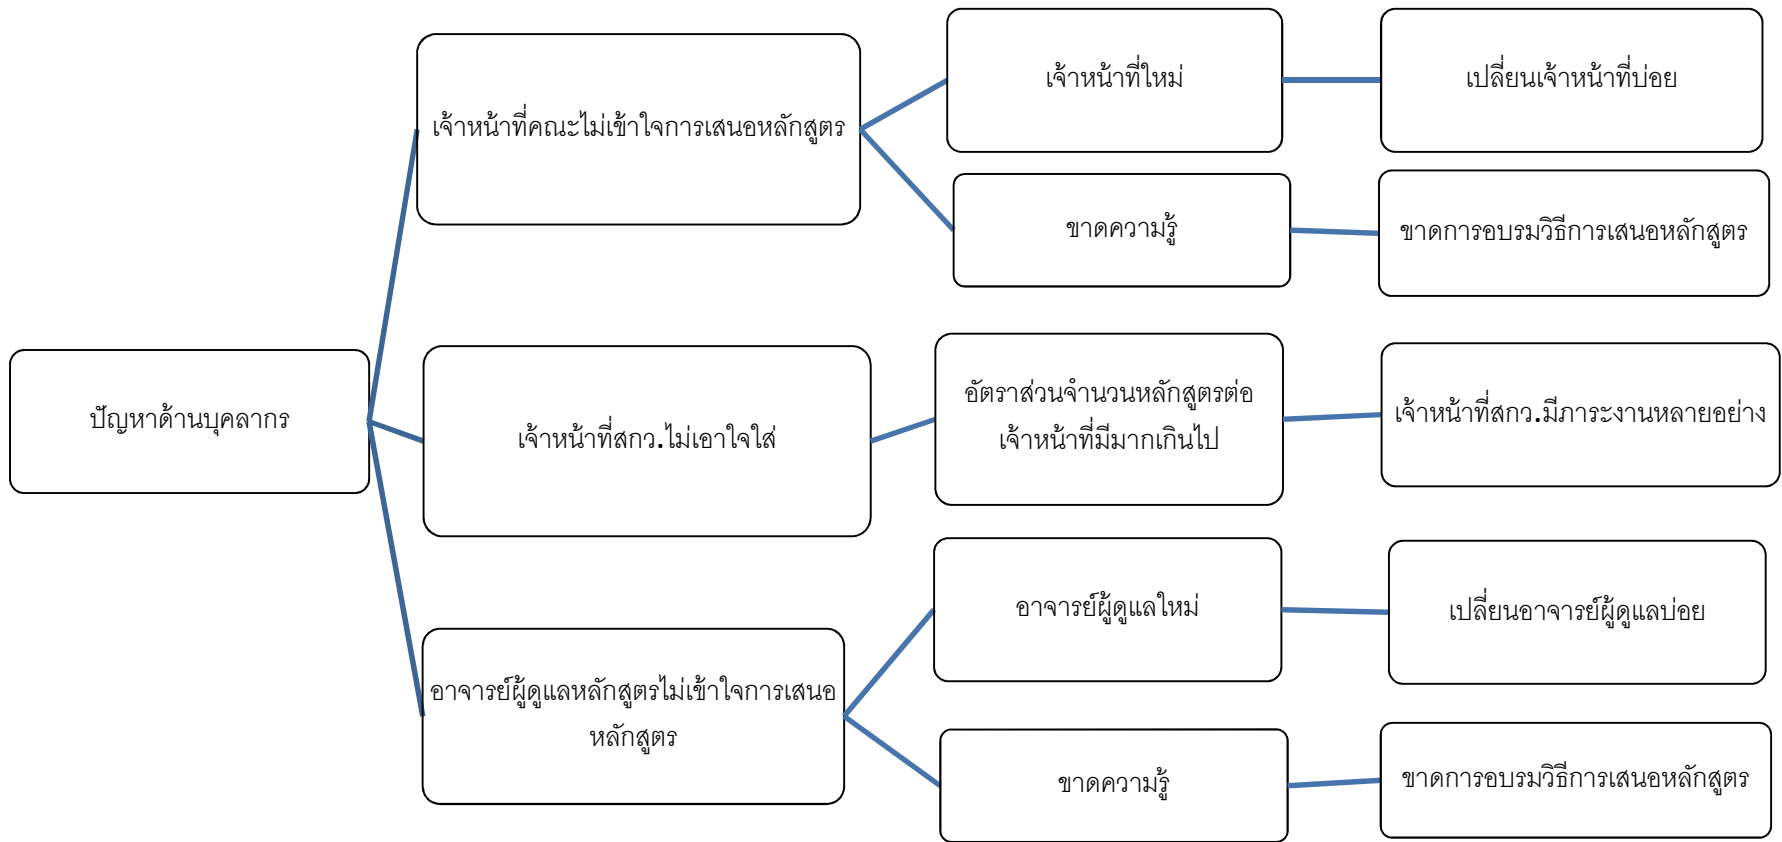 เจ้าหน้าที่ใหม่
เปลี่ยนเจ้าหน้าที่บ่อย
เจ้าหน้าที่คณะไม่เข้าใจการเสนอหลักสูตร
ขาดความรู้
ขาดการอบรมวิธีการเสนอหลักสูตร
ปัญหาด้านบุคลากร
เจ้าหน้าที่สกว.ไม่เอาใจใส่
อัตราส่วนจำนวนหลักสูตรต่อ
เจ้าหน้าที่มีมากเกินไป
เจ้าหน้าที่สกว.มีภาระงานหลายอย่าง
อาจารย์ผู้ดูแลหลักสูตรไม่เข้าใจการเสนอ
หลักสูตร
อาจารย์ผู้ดูแลใหม่
เปลี่ยนอาจารย์ผู้ดูแลบ่อย
ขาดความรู้
ขาดการอบรมวิธีการเสนอหลักสูตร